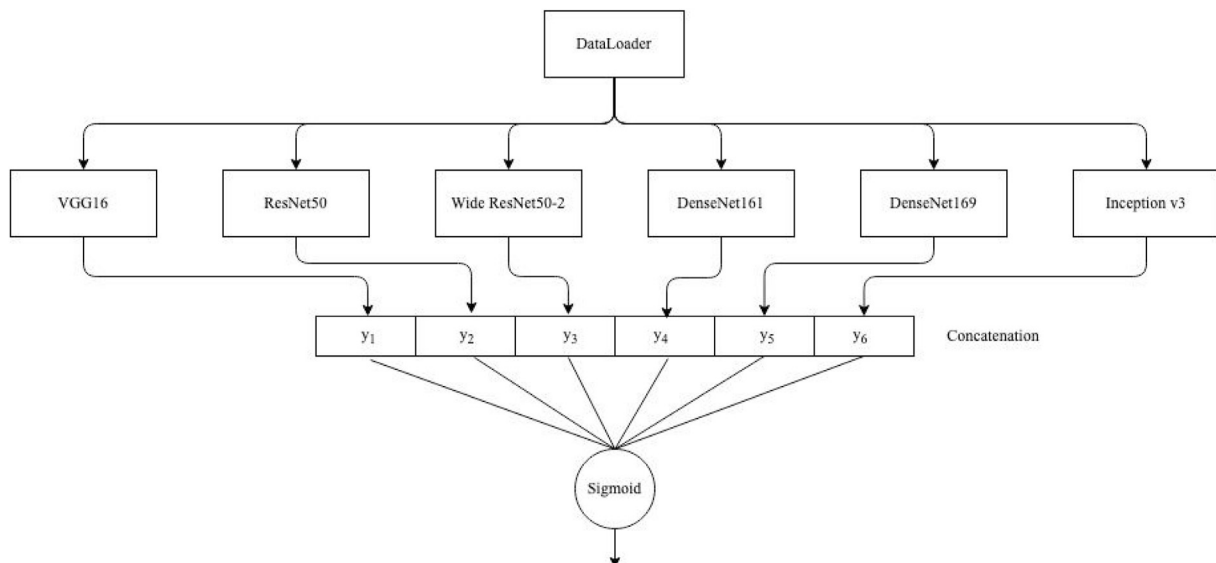 DataLoader
VGG16
ResNet50
Wide ResNet50-2
DenseNet161
DenseNet169
Inception v3
y1
y2
y3
y4
y5
y6
Concatenation
Sigmoid